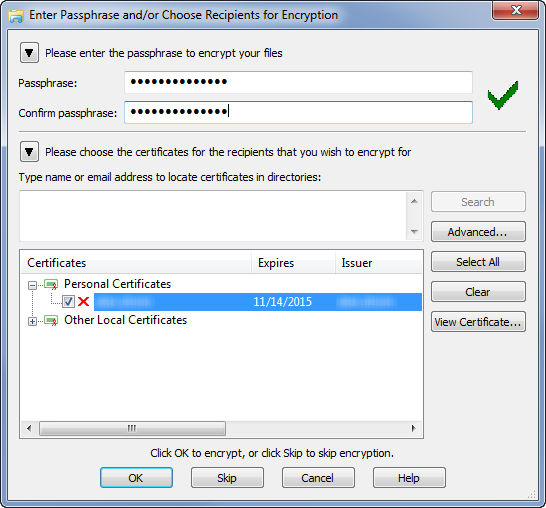 Enter Passphrase and/or Choose Recipients for Encryption
Please enter the passphrase to encrypt your files
Passphrase: ••••••••••••••
Confirm passphrase: ••••••••••••••
Please choose the certificates for the recipients that you wish to encrypt for
Type name or email address to locate certificates in directories:
Search
Advanced...
Select All
Clear
View Certificate...
Certificates Expires Issuer
Personal Certificates
11/14/2015
Other Local Certificates
Click OK to encrypt, or click Skip to skip encryption.
OK Skip Cancel Help